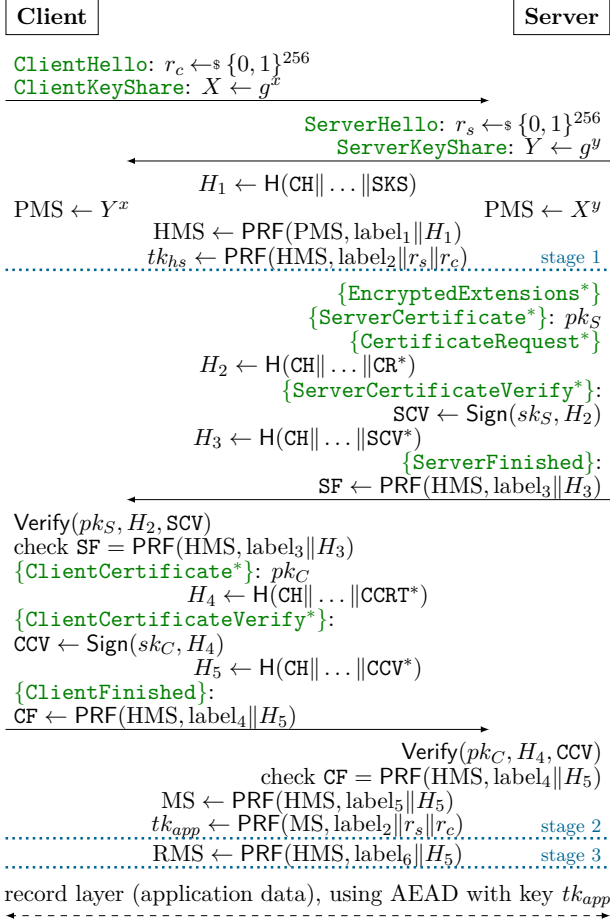 Client Server
ClientHello: r_c ←$ {0, 1}^256
ClientKeyShare: X ← g^x
ServerHello: r_s ←$ {0, 1}^256
ServerKeyShare: Y ← g^y
H_1 ← H(CH‖ … ‖SKS)
PMS ← Y^x PMS ← X^y
HMS ← PRF(PMS, label_1‖H_1)
tk_hs ← PRF(HMS, label_2‖r_s‖r_c) stage 1
{EncryptedExtensions*}
{ServerCertificate*}: pk_S
{CertificateRequest*}
H_2 ← H(CH‖ … ‖CR*)
{ServerCertificateVerify*}:
SCV ← Sign(sk_S, H_2)
H_3 ← H(CH‖ … ‖SCV*)
{ServerFinished}:
SF ← PRF(HMS, label_3‖H_3)
Verify(pk_S, H_2, SCV)
check SF = PRF(HMS, label_3‖H_3)
{ClientCertificate*}: pk_C
H_4 ← H(CH‖ … ‖CCRT*)
{ClientCertificateVerify*}:
CCV ← Sign(sk_C, H_4)
H_5 ← H(CH‖ … ‖CCV*)
{ClientFinished}:
CF ← PRF(HMS, label_4‖H_5)
Verify(pk_C, H_4, CCV)
check CF = PRF(HMS, label_4‖H_5)
MS ← PRF(HMS, label_5‖H_5)
tk_app ← PRF(MS, label_2‖r_s‖r_c) stage 2
RMS ← PRF(HMS, label_6‖H_5) stage 3
record layer (application data), using AEAD with key tk_app